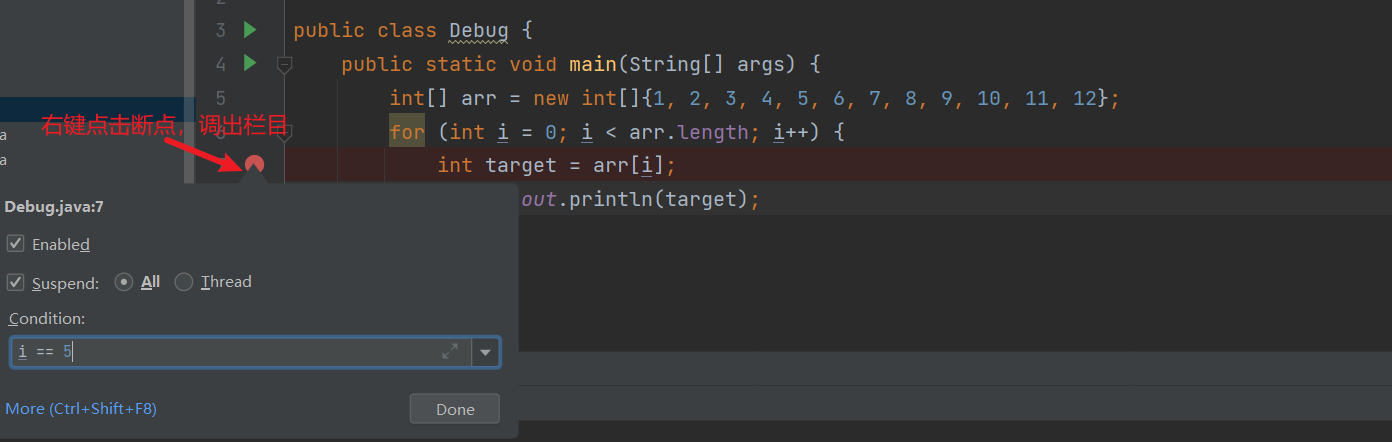 2
3 public class Debug {
4 public static void main(String[] args) {
5 int[] arr = new int[]{1, 2, 3, 4, 5, 6, 7, 8, 9, 10, 11, 12};
for (int i = 0; i < arr.length; i++) {
右键点击断点，调出栏目
a
a
int target = arr[i];
out.println(target);
Debug.java:7
Enabled
Suspend: All Thread
Condition:
i == 5
More (Ctrl+Shift+F8) Done